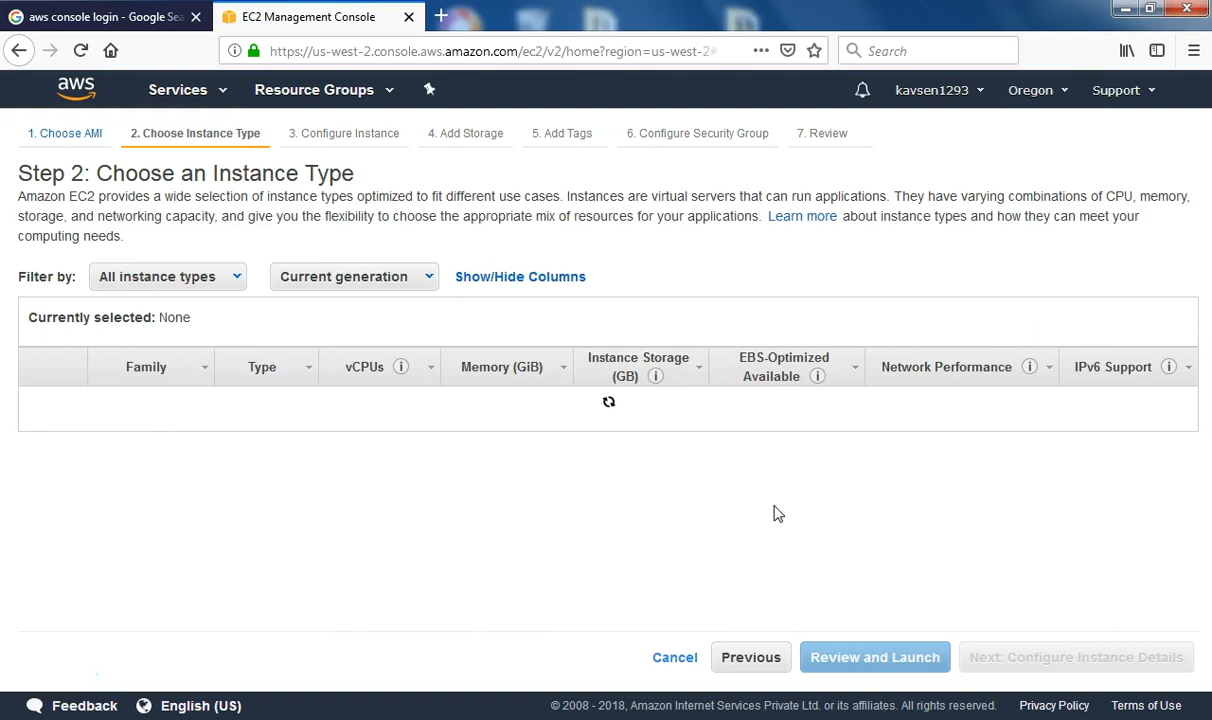 aws console login - Google Sea
EC2 Management Console
https://us-west-2.console.aws.amazon.com/ec2/v2/home?region=us-west-2#
Search
aws
Services
Resource Groups
kavsen1293
Oregon
Support
1. Choose AMI
2. Choose Instance Type
3. Configure Instance
4. Add Storage
5. Add Tags
6. Configure Security Group
7. Review
Step 2: Choose an Instance Type
Amazon EC2 provides a wide selection of instance types optimized to fit different use cases. Instances are virtual servers that can run applications. They have varying combinations of CPU, memory,
storage, and networking capacity, and give you the flexibility to choose the appropriate mix of resources for your applications. Learn more about instance types and how they can meet your
computing needs.
Filter by:
All instance types
Current generation
Show/Hide Columns
Currently selected: None
Family
Type
vCPUs
Memory (GiB)
Instance Storage
(GB)
EBS-Optimized
Available
Network Performance
IPv6 Support
Cancel
Previous
Review and Launch
Next: Configure Instance Details
Feedback
English (US)
© 2008 - 2018, Amazon Internet Services Private Ltd. or its affiliates. All rights reserved.
Privacy Policy
Terms of Use